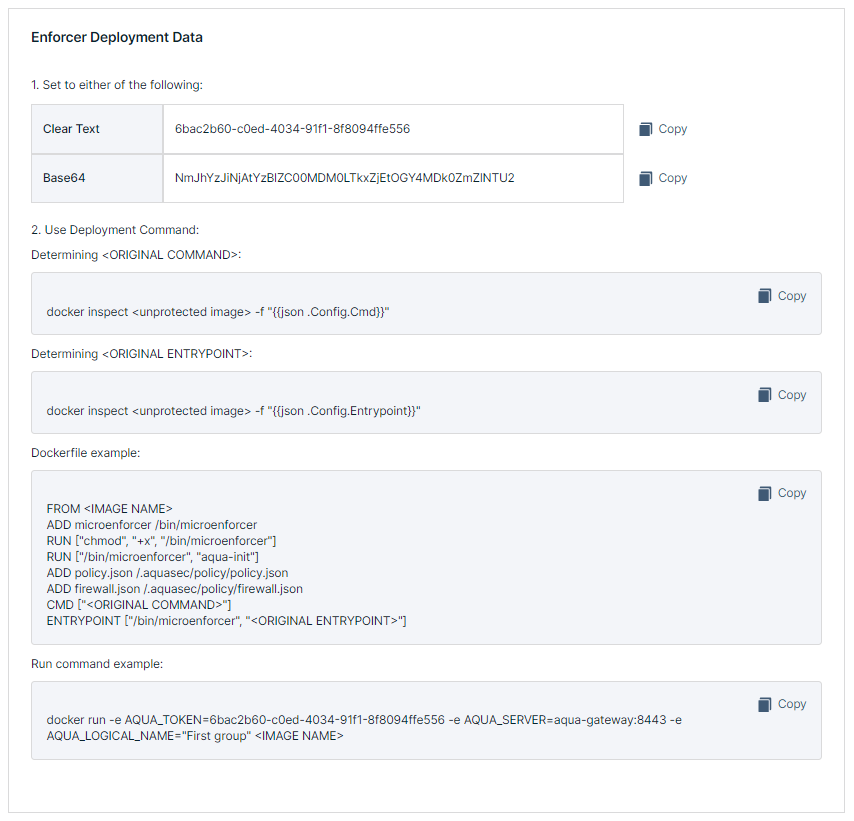 Enforcer Deployment Data
1. Set to either of the following:
Clear Text
6bac2b60-c0ed-4034-91f1-8f8094ffe556
Copy
Base64
NmJhYzJiNjAtYzBlZC00MDM0LTkxZjEtOGY4MDk0ZmZlNTU2
Copy
2. Use Deployment Command:
Determining <ORIGINAL COMMAND>:
Copy
docker inspect <unprotected image> -f "{{json .Config.Cmd}}"
Determining <ORIGINAL ENTRYPOINT>:
Copy
docker inspect <unprotected image> -f "{{json .Config.Entrypoint}}"
Dockerfile example:
Copy
FROM <IMAGE NAME>
ADD microenforcer /bin/microenforcer
RUN ["chmod", "+x", "/bin/microenforcer"]
RUN ["/bin/microenforcer", "aqua-init"]
ADD policy.json /.aquasec/policy/policy.json
ADD firewall.json /.aquasec/policy/firewall.json
CMD ["<ORIGINAL COMMAND>"]
ENTRYPOINT ["/bin/microenforcer", "<ORIGINAL ENTRYPOINT>"]
Run command example:
Copy
docker run -e AQUA_TOKEN=6bac2b60-c0ed-4034-91f1-8f8094ffe556 -e AQUA_SERVER=aqua-gateway:8443 -e
AQUA_LOGICAL_NAME="First group" <IMAGE NAME>